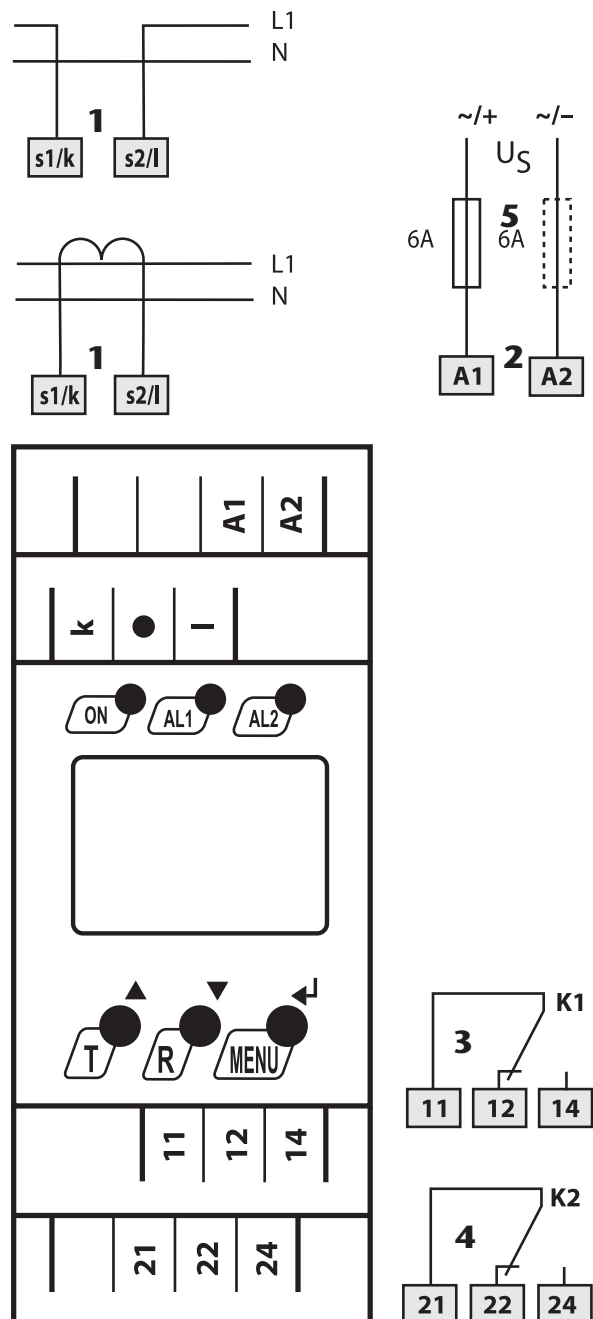 L1
N
1
s1/k s2/l
L1
N
1
s1/k s2/l
~/+ ~/−
US
6A 5 6A
A1 2 A2
A1 A2
k l
ON AL1 AL2
T R MENU
11 12 14
21 22 24
K1
3
11 12 14
K2
4
21 22 24